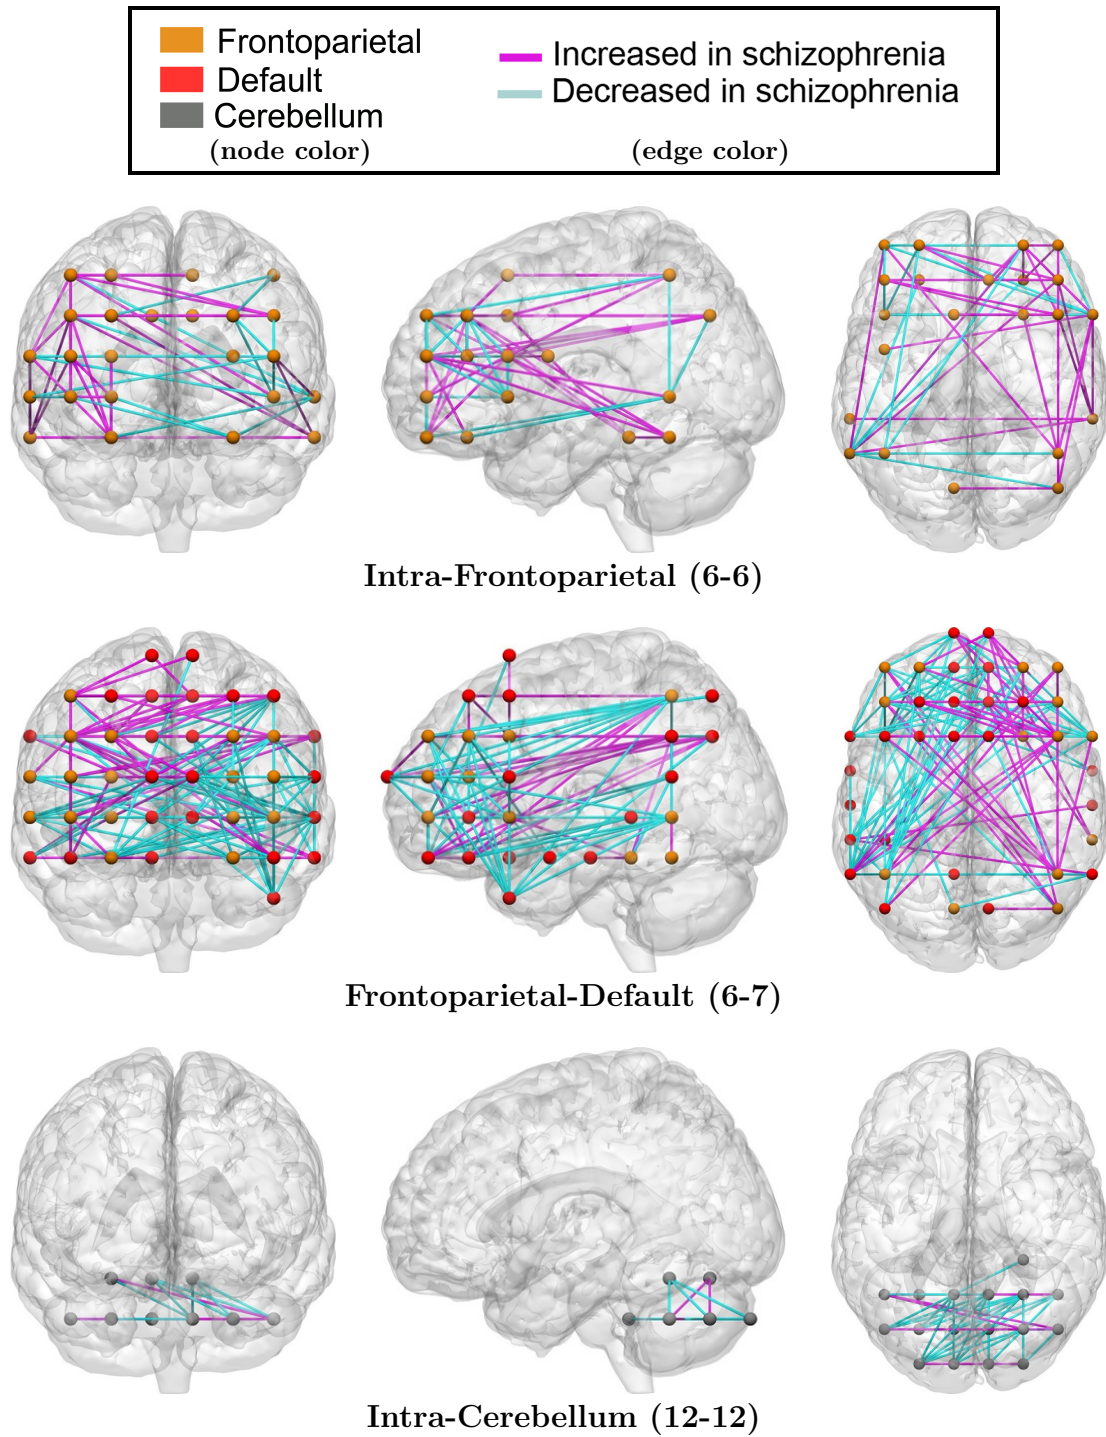 Frontoparietal
Default
Cerebellum
(node color)
Increased in schizophrenia
Decreased in schizophrenia
(edge color)
Intra-Frontoparietal (6-6)
Frontoparietal-Default (6-7)
Intra-Cerebellum (12-12)